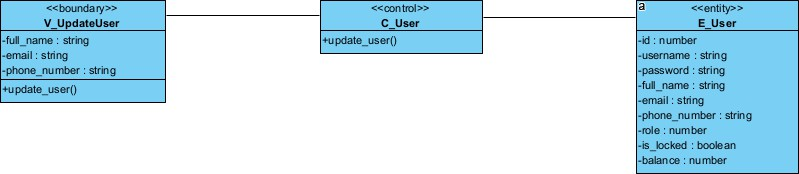 <<boundary>>
V_UpdateUser
-full_name : string
-email : string
-phone_number : string
+update_user()
<<control>>
C_User
+update_user()
a
<<entity>>
E_User
-id : number
-username : string
-password : string
-full_name : string
-email : string
-phone_number : string
-role : number
-is_locked : boolean
-balance : number